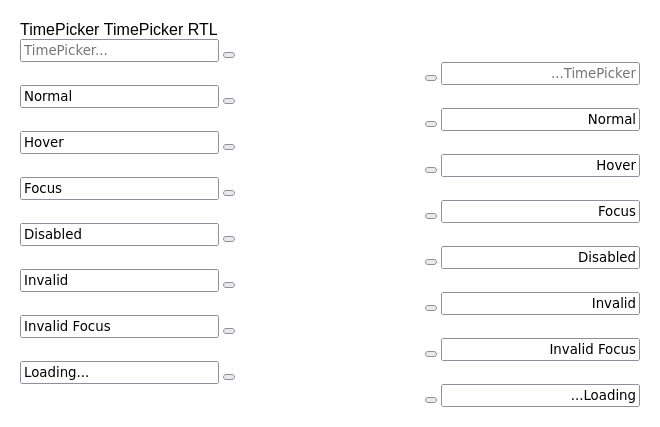 TimePicker TimePicker RTL
TimePicker...
...TimePicker
Normal
Normal
Hover
Hover
Focus
Focus
Disabled
Disabled
Invalid
Invalid
Invalid Focus
Invalid Focus
Loading...
...Loading